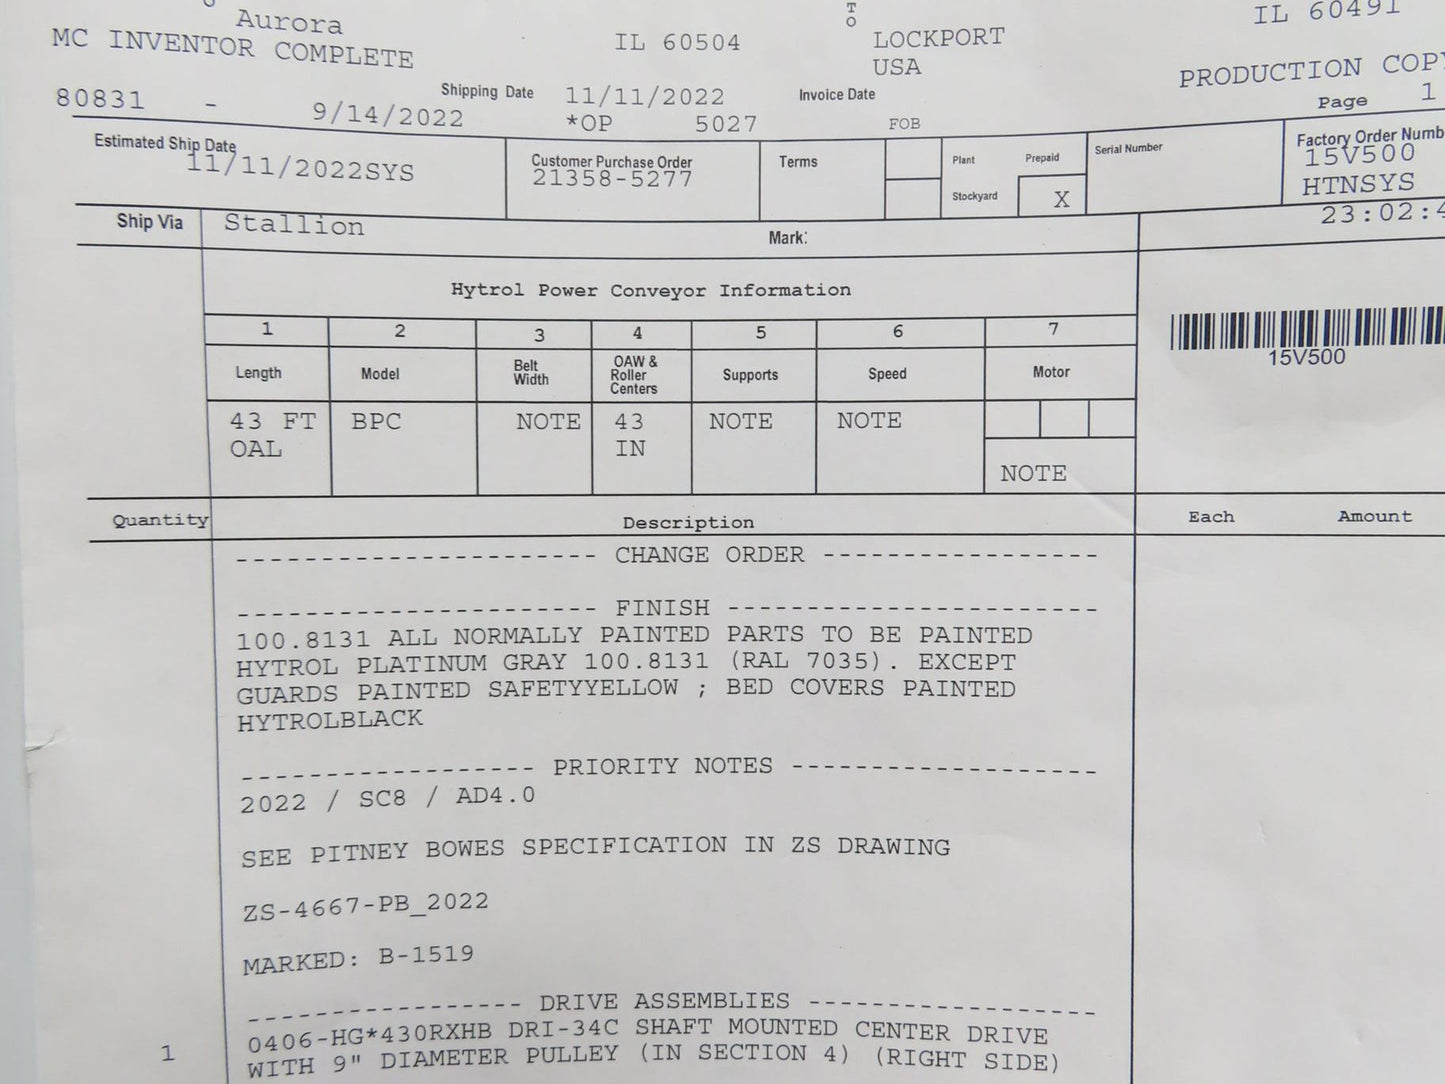 Aurora
MC INVENTOR COMPLETE
IL 60504
T
O
LOCKPORT
USA
IL 60491
PRODUCTION COPY
Page 1
80831 - 9/14/2022
Shipping Date 11/11/2022
*OP 5027
Invoice Date
FOB
Estimated Ship Date
11/11/2022SYS
Customer Purchase Order
21358-5277
Terms
Plant
Stockyard
Prepaid
X
Serial Number
Factory Order Numb
15V500
HTNSYS
23:02:4
Ship Via Stallion
Mark:
Hytrol Power Conveyor Information
1 2 3 4 5 6 7
Length
Model
Belt
Width
OAW &
Roller
Centers
Supports
Speed
Motor
43 FT
OAL
BPC
NOTE
43
IN
NOTE
NOTE
NOTE
15V500
Quantity Description Each Amount
----------------------- CHANGE ORDER ------------------
----------------------- FINISH ------------------------
100.8131 ALL NORMALLY PAINTED PARTS TO BE PAINTED
HYTROL PLATINUM GRAY 100.8131 (RAL 7035). EXCEPT
GUARDS PAINTED SAFETYYELLOW ; BED COVERS PAINTED
HYTROLBLACK
------------------- PRIORITY NOTES --------------------
2022 / SC8 / AD4.0
SEE PITNEY BOWES SPECIFICATION IN ZS DRAWING
ZS-4667-PB_2022
MARKED: B-1519
------------------ DRIVE ASSEMBLIES -------------------
1 0406-HG*430RXHB DRI-34C SHAFT MOUNTED CENTER DRIVE
WITH 9" DIAMETER PULLEY (IN SECTION 4) (RIGHT SIDE)